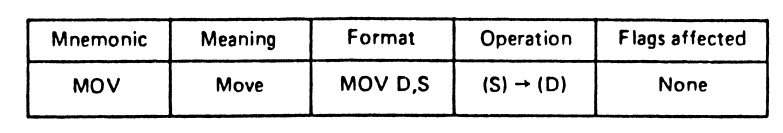 Mnemonic Meaning Format Operation Flags affected
MOV Move MOV D,S (S) → (D) None